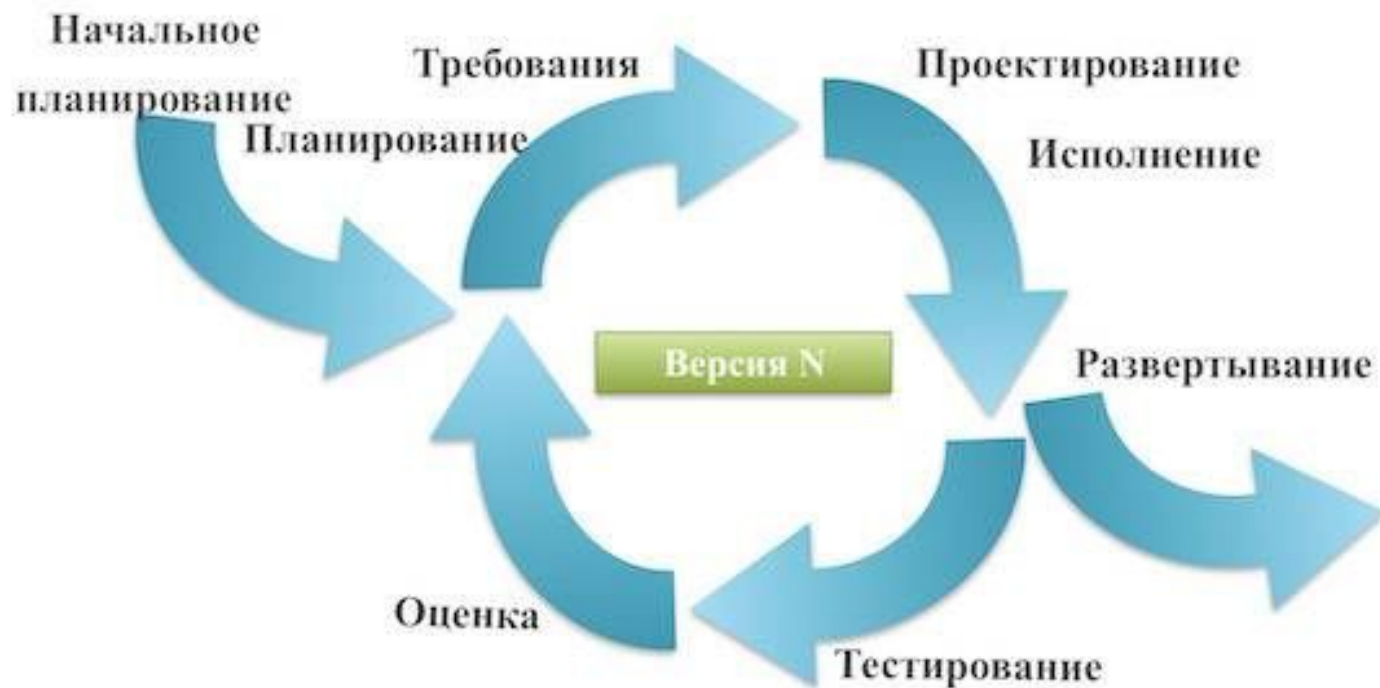 Начальное
планирование
Планирование
Требования
Проектирование
Исполнение
Версия N
Развертывание
Тестирование
Оценка